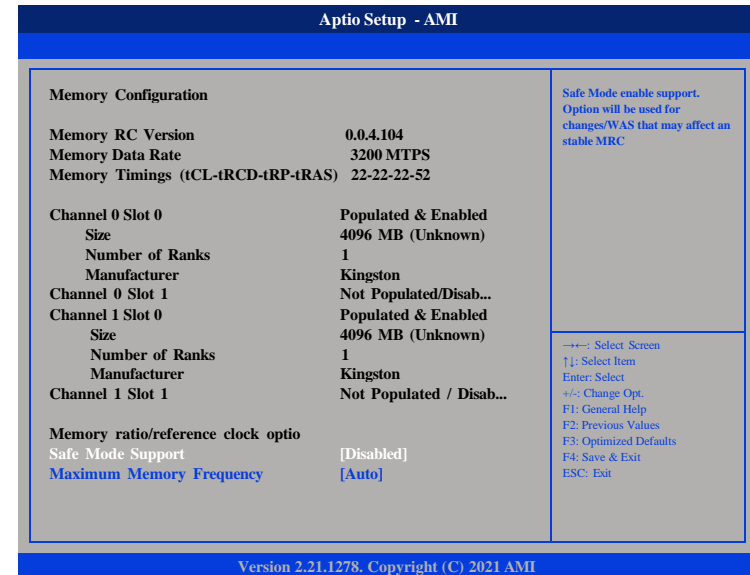 Aptio Setup - AMI
Memory Configuration
Memory RC Version 0.0.4.104
Memory Data Rate 3200 MTPS
Memory Timings (tCL-tRCD-tRP-tRAS) 22-22-22-52
Channel 0 Slot 0 Populated & Enabled
Size 4096 MB (Unknown)
Number of Ranks 1
Manufacturer Kingston
Channel 0 Slot 1 Not Populated/Disab...
Channel 1 Slot 0 Populated & Enabled
Size 4096 MB (Unknown)
Number of Ranks 1
Manufacturer Kingston
Channel 1 Slot 1 Not Populated / Disab...
Memory ratio/reference clock optio
Safe Mode Support [Disabled]
Maximum Memory Frequency [Auto]
Safe Mode enable support.
Option will be used for
changes/WAS that may affect an
stable MRC
→←: Select Screen
↑↓: Select Item
Enter: Select
+/-: Change Opt.
F1: General Help
F2: Previous Values
F3: Optimized Defaults
F4: Save & Exit
ESC: Exit
Version 2.21.1278. Copyright (C) 2021 AMI